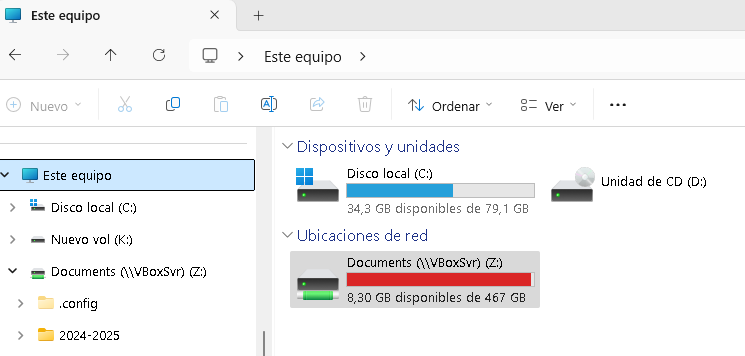 Este equipo
Este equipo
Nuevo
Ordenar
Ver
Este equipo
Disco local (C:)
Nuevo vol (K:)
Documents (\\VBoxSvr) (Z:)
.config
2024-2025
Dispositivos y unidades
Disco local (C:)
34,3 GB disponibles de 79,1 GB
Unidad de CD (D:)
Ubicaciones de red
Documents (\\VBoxSvr) (Z:)
8,30 GB disponibles de 467 GB